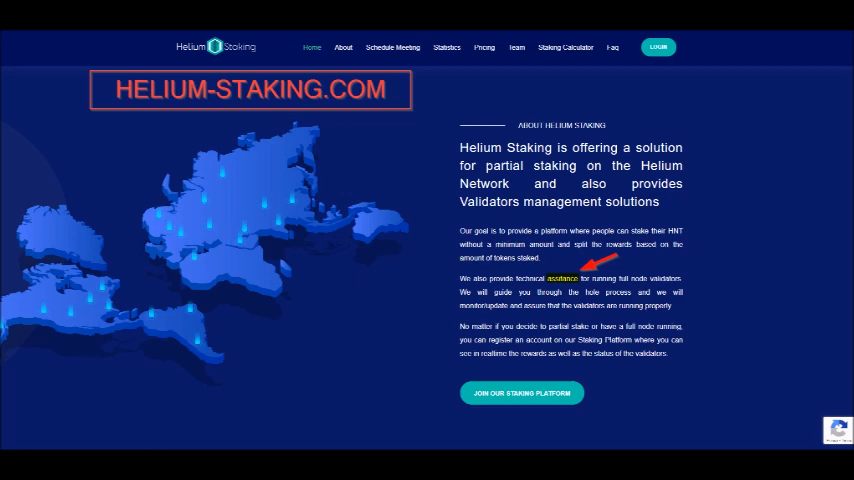 Helium Staking
Home About Schedule Meeting Statistics Pricing Team Staking Calculator Faq LOGIN
HELIUM-STAKING.COM
ABOUT HELIUM STAKING
Helium Staking is offering a solution
for partial staking on the Helium
Network and also provides
Validators management solutions
Our goal is to provide a platform where people can stake their HNT
without a minimum amount and split the rewards based on the
amount of tokens staked.
We also provide technical assitance for running full node validators.
We will guide you through the hole process and we will
monitor/update and assure that the validators are running properly
No matter if you decide to partial stake or have a full node running,
you can register an account on our Staking Platform where you can
see in realtime the rewards as well as the status of the validators.
JOIN OUR STAKING PLATFORM